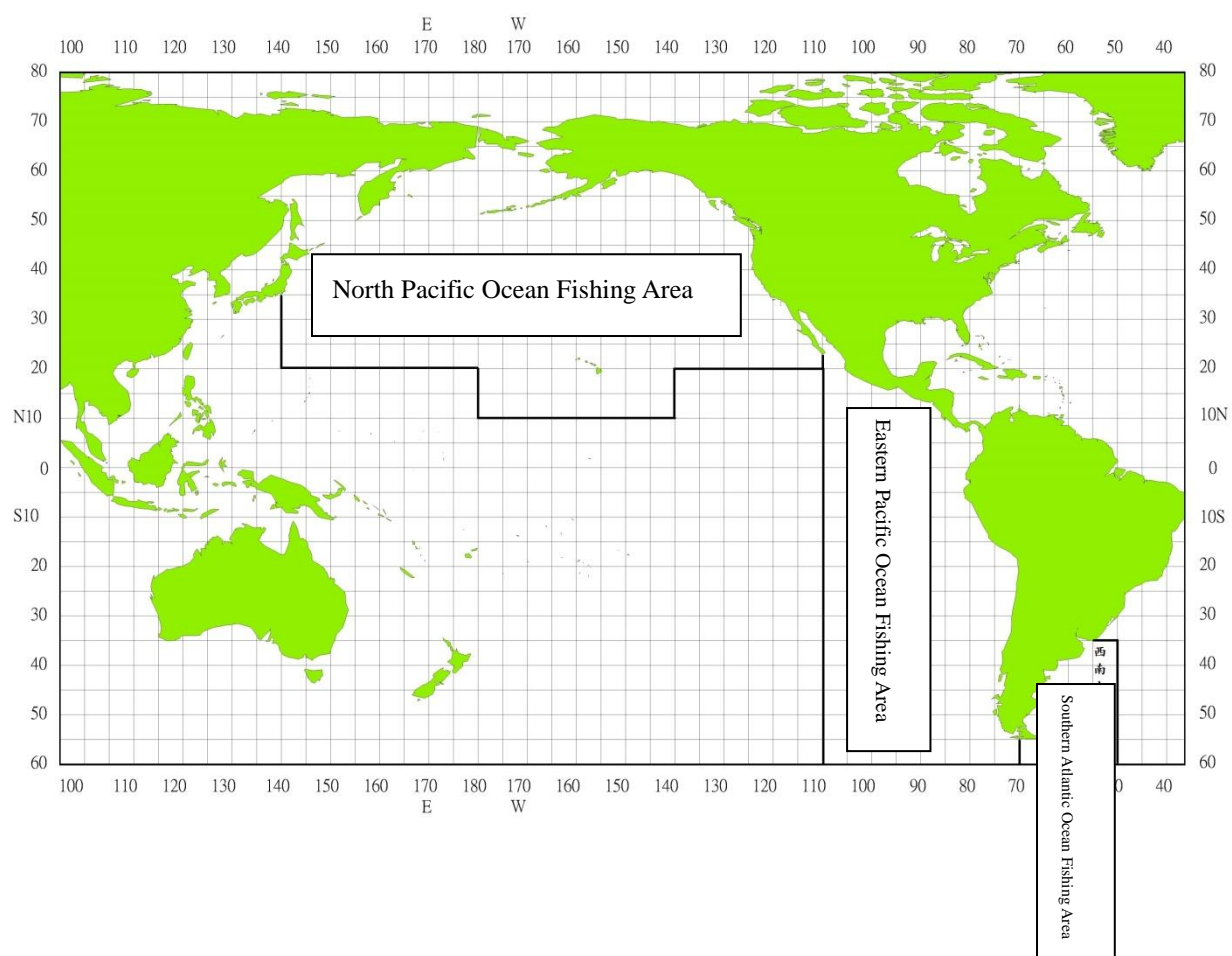 E W
100 110 120 130 140 150 160 170 170 160 150 140 130 120 110 100 90 80 70 60 40
80 80
70 70
60 60
50 50
40 40
North Pacific Ocean Fishing Area
30 30
20 20
N10 10N
Eastern Pacific Ocean Fishing Area
0 0
S10 10S
20 20
30 30
40 西南 40
50 50
Southern Atlantic Ocean Fishing Area
60 60
100 110 120 130 140 150 160 170 170 160 150 140 130 120 110 100 90 80 70 40
E W